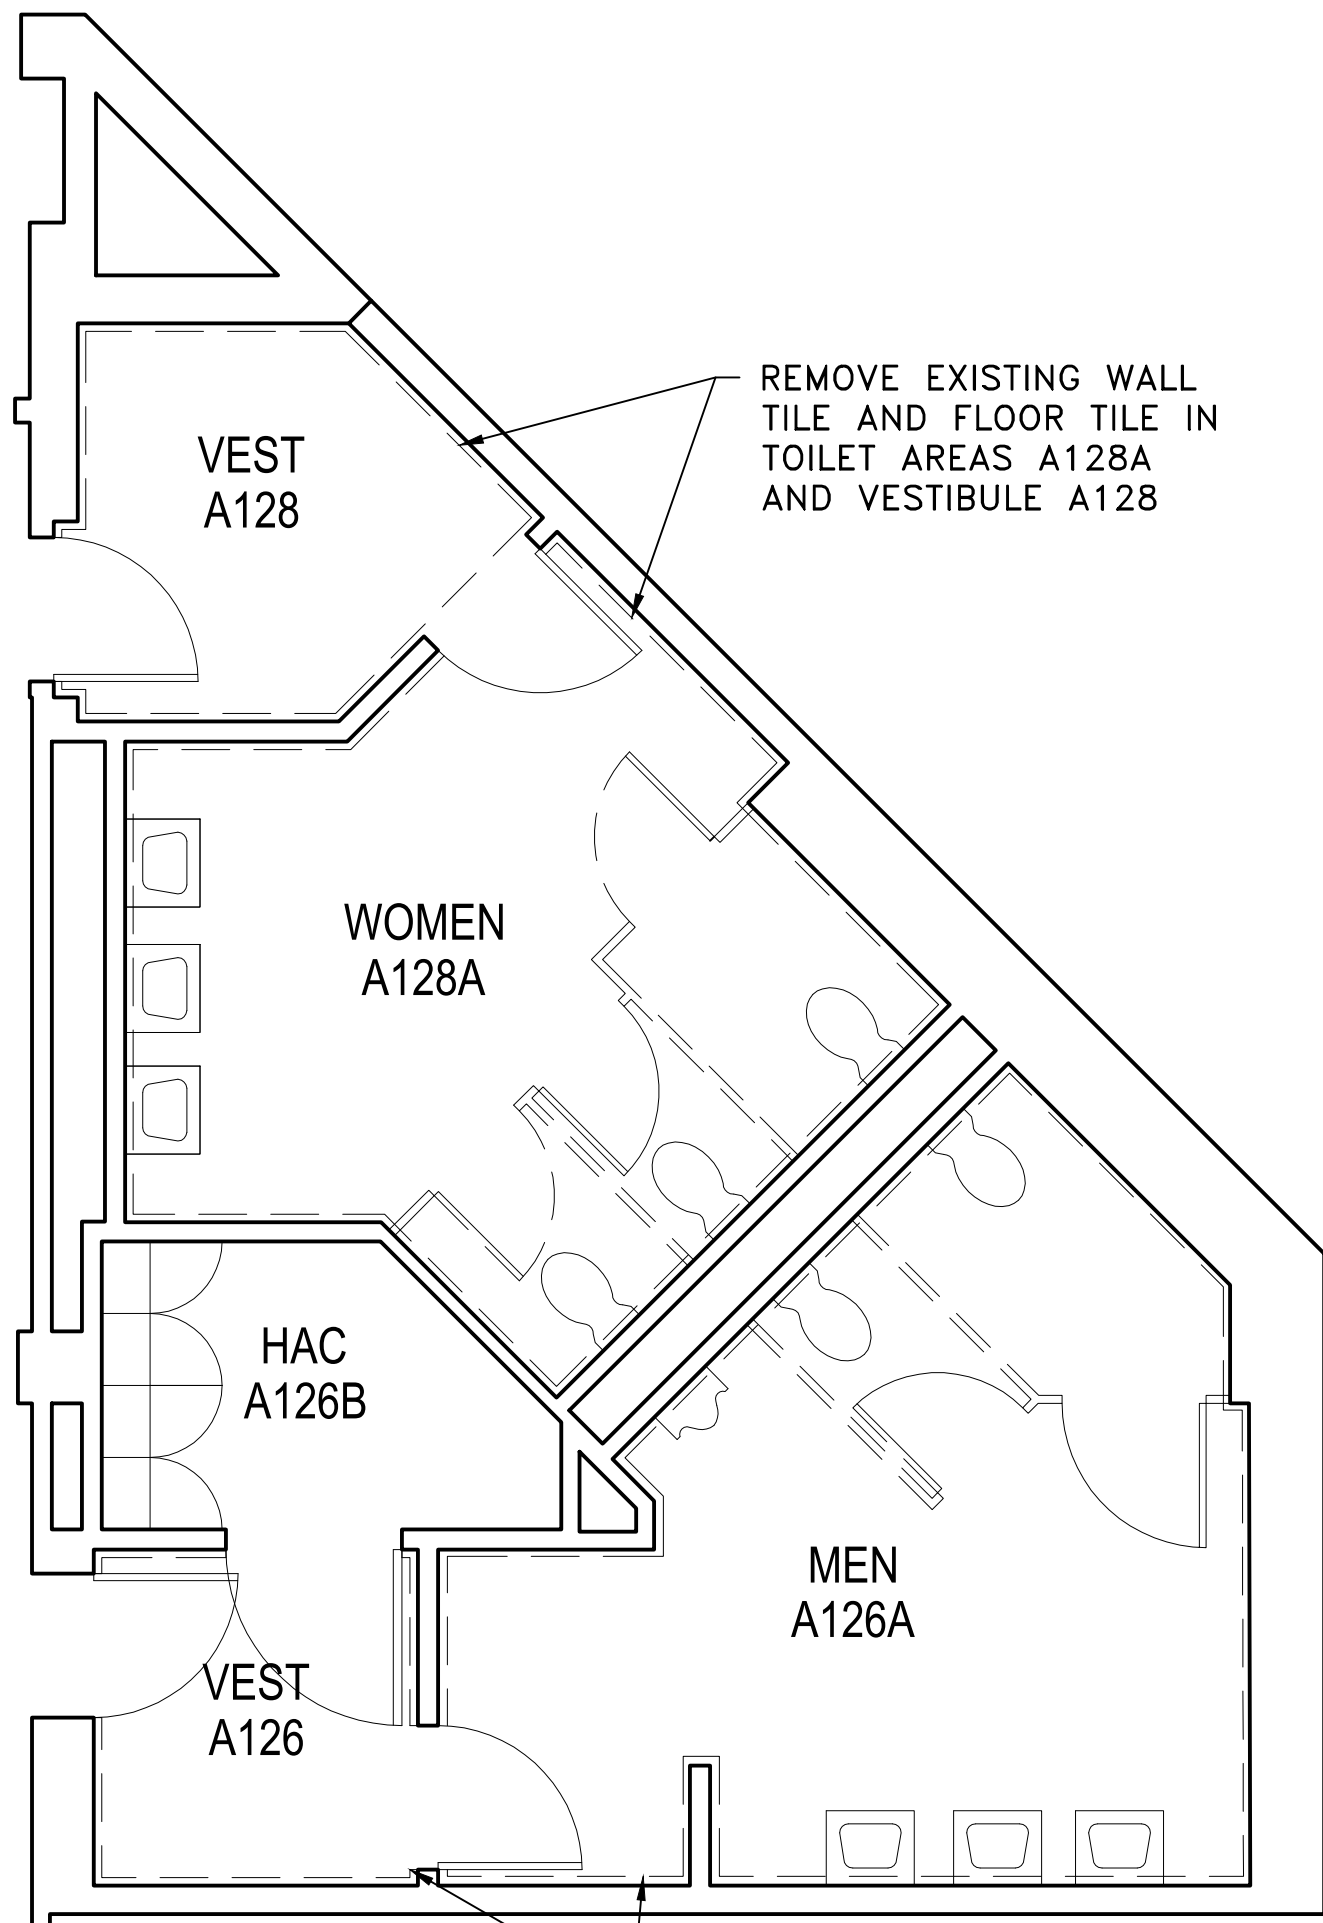 REMOVE EXISTING WALL
TILE AND FLOOR TILE IN
TOILET AREAS A128A
AND VESTIBULE A128
VEST
A128
WOMEN
A128A
HAC
A126B
MEN
A126A
VEST
A126